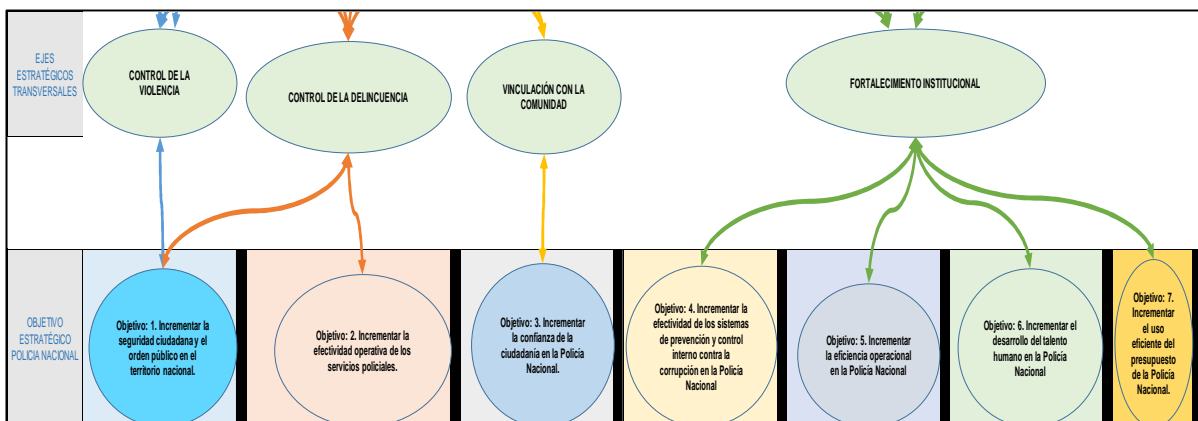 EJES
ESTRATÉGICOS
TRANSVERSALES
CONTROL DE LA
VIOLENCIA
CONTROL DE LA DELINCUENCIA
VINCULACIÓN CON LA
COMUNIDAD
FORTALECIMIENTO INSTITUCIONAL
OBJETIVO
ESTRATÉGICO
POLICIA NACIONAL
Objetivo: 1. Incrementar la
seguridad ciudadana y el
orden público en el
territorio nacional.
Objetivo: 2. Incrementar la
efectividad operativa de los
servicios policiales.
Objetivo: 3. Incrementar
la confianza de la
ciudadanía en la Policía
Nacional.
Objetivo: 4. Incrementar la
efectividad de los sistemas
de prevención y control
interno contra la
corrupción en la Policía
Nacional
Objetivo: 5. Incrementar
la eficiencia operacional
en la Policía Nacional
Objetivo: 6. Incrementar el
desarrollo del talento
humano en la Policía
Nacional
Objetivo: 7.
Incrementar
el uso
eficiente del
presupuesto
de la Policía
Nacional.